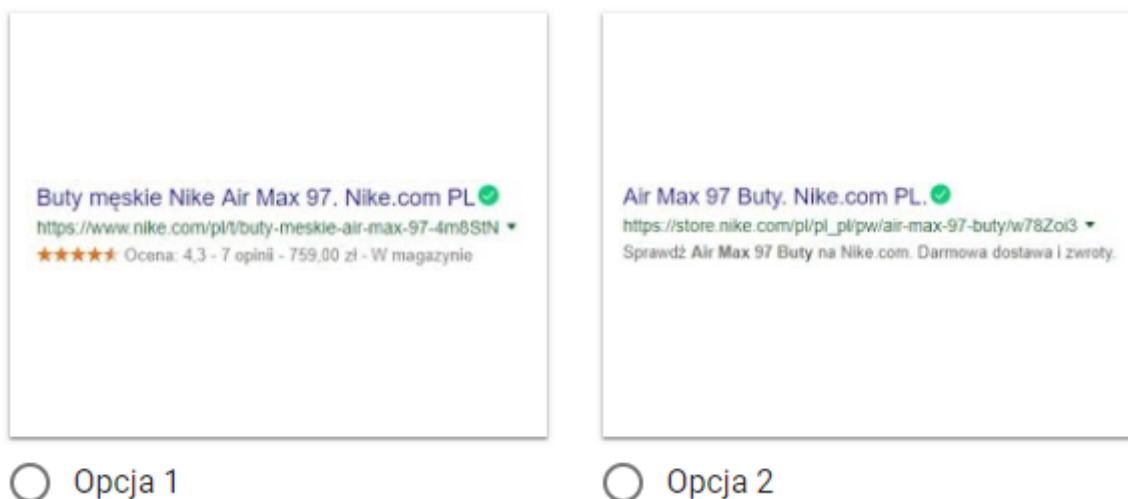 Buty męskie Nike Air Max 97. Nike.com PL
https://www.nike.com/pl/t/buty-meskie-air-max-97-4m8StN
Ocena: 4,3 - 7 opinii - 759,00 zł - W magazynie
Opcja 1
Air Max 97 Buty. Nike.com PL.
https://store.nike.com/pl/pl_pl/pw/air-max-97-buty/w78Zoi3
Sprawdź Air Max 97 Buty na Nike.com. Darmowa dostawa i zwroty.
Opcja 2